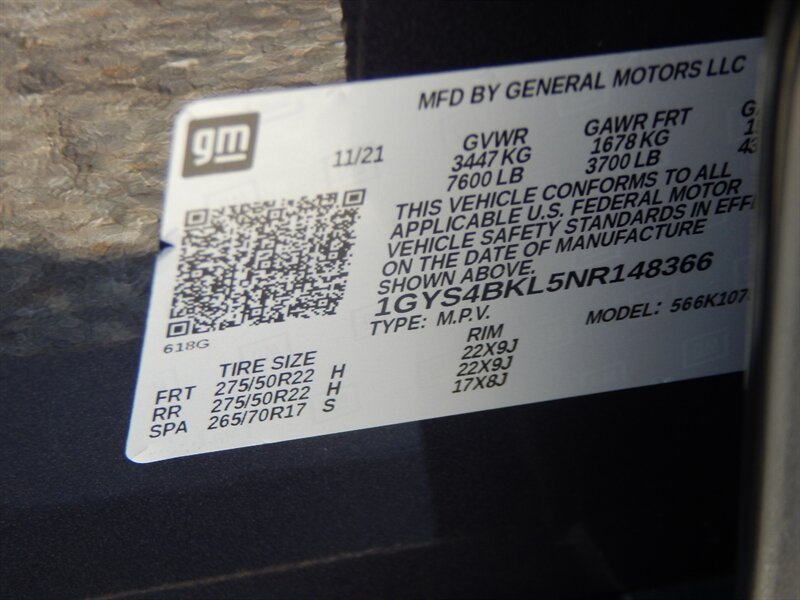 MFD BY GENERAL MOTORS LLC
gm
11/21
GVWR
3447 KG
7600 LB
GAWR FRT
1678 KG
3700 LB
THIS VEHICLE CONFORMS TO ALL
APPLICABLE U.S. FEDERAL MOTOR
VEHICLE SAFETY STANDARDS IN
ON THE DATE OF MANUFACTURE
SHOWN ABOVE.
1GYS4BKL5NR148366
TYPE: M.P.V. MODEL:
618G
TIRE SIZE RIM
FRT 275/50R22 H 22X9J
RR 275/50R22 H 22X9J
SPA 265/70R17 S 17X8J